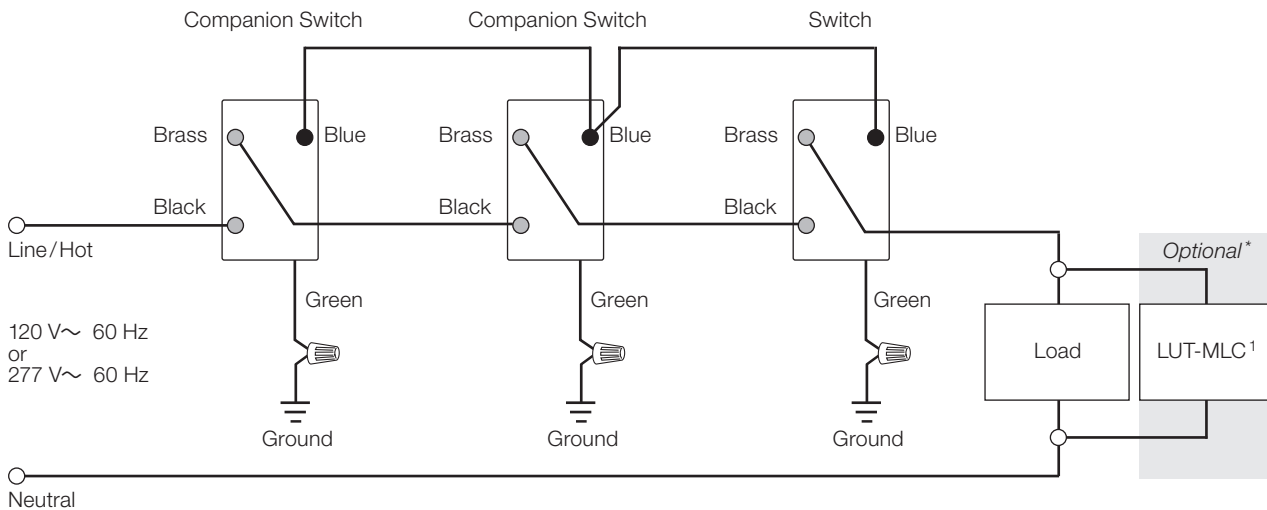 Companion Switch
Companion Switch
Switch
Brass
Blue
Brass
Blue
Brass
Blue
Black
Black
Black
Line/Hot
Optional*
Green
Green
Green
120 V~ 60 Hz
or
277 V~ 60 Hz
Load
LUT-MLC1
Ground
Ground
Ground
Neutral